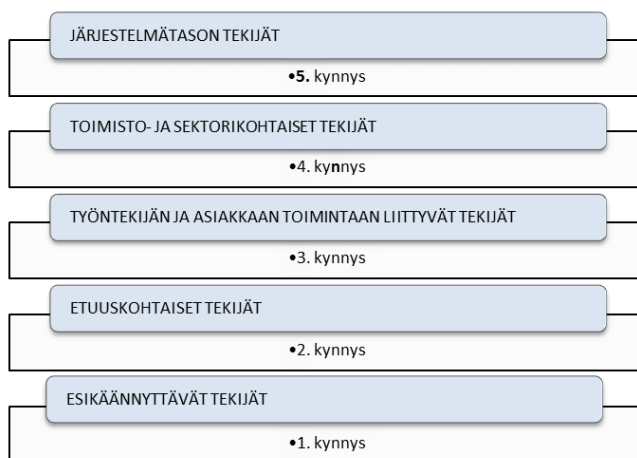 JÄRJESTELMÄTASON TEKIJÄT
•5. kynnys
TOIMISTO- JA SEKTORIKOHTAISET TEKIJÄT
•4. kynnys
TYÖNTEKIJÄN JA ASIAKKAAN TOIMINTAAN LIITTYVÄT TEKIJÄT
•3. kynnys
ETUUSKOHTAISET TEKIJÄT
•2. kynnys
ESIKÄÄNNYTTÄVÄT TEKIJÄT
•1. kynnys